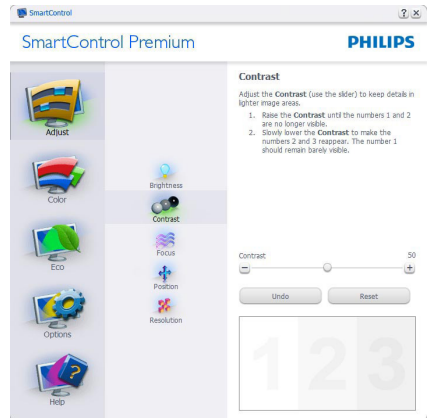 SmartControl
SmartControl Premium
PHILIPS
Adjust
Color
Eco
Options
Help
Brightness
Contrast
Focus
Position
Resolution
Contrast
Adjust the Contrast (use the slider) to keep details in
lighter image areas.
1. Raise the Contrast until the numbers 1 and 2
are no longer visible.
2. Slowly lower the Contrast to make the
numbers 2 and 3 reappear. The number 1
should remain barely visible.
Contrast 50
Undo Reset
1 2 3